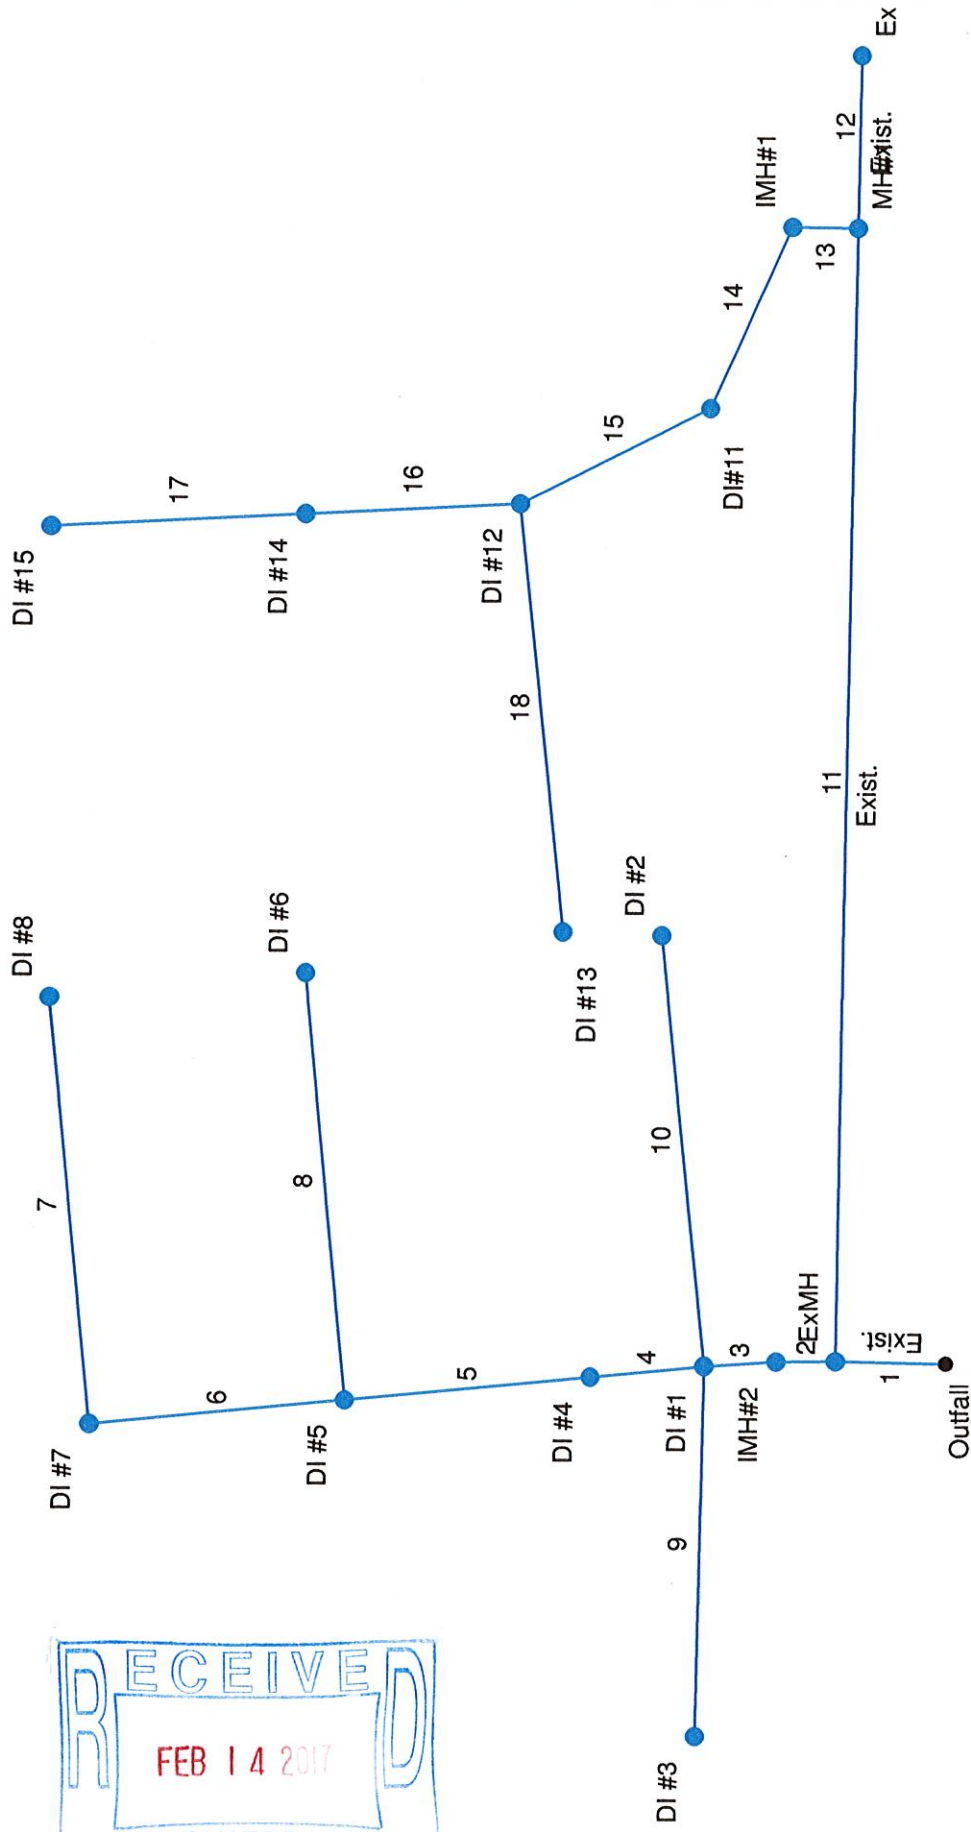 DI #15
17
DI #14
16
DI #12
15
DI#11
14
IMH#1
13
12
Ex
Exist.
18
DI #13
DI #8
7
DI #7
6
DI #6
8
DI #5
5
DI #4
4
DI #2
10
DI #1
9
DI #3
3
IMH#2
2
ExMH
11
Exist.
1
Exist.
Outfall
RECEIVED
FEB 14 2017